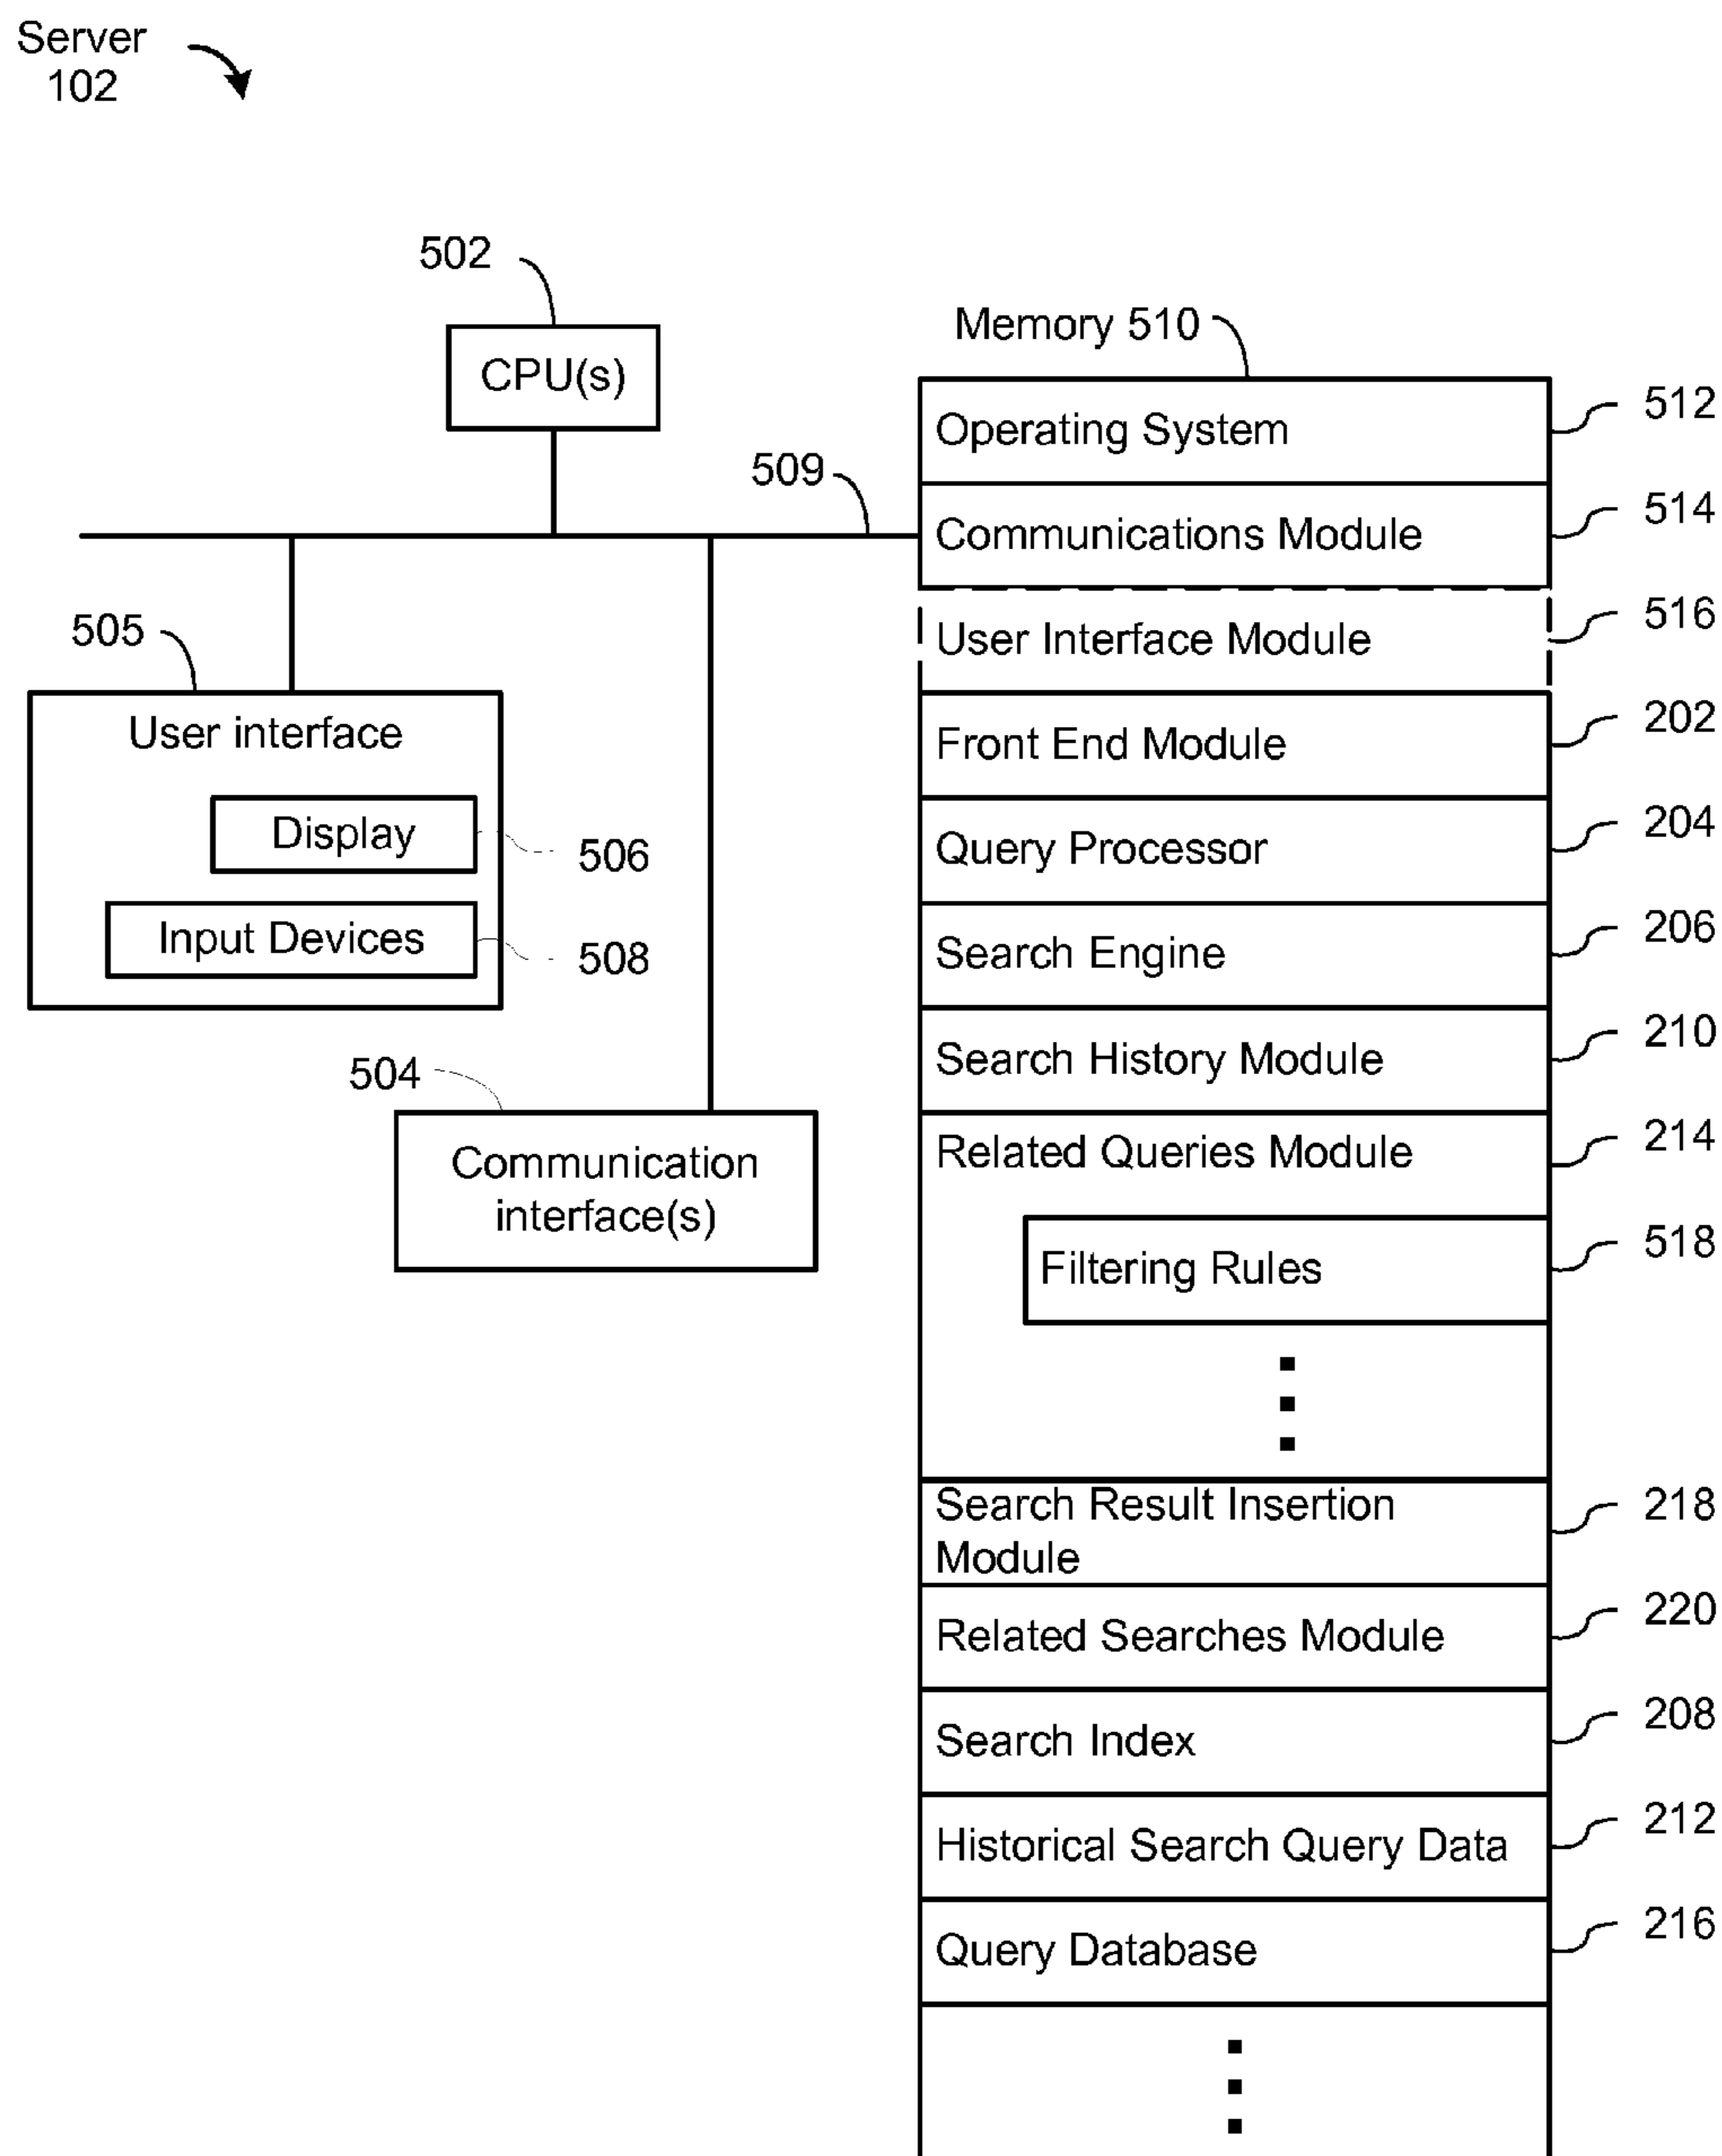 Server
102
502
CPU(s)
Memory 510
509
Operating System
512
Communications Module
514
User Interface Module
516
505
User interface
Display
506
Input Devices
508
504
Communication
interface(s)
Front End Module
202
Query Processor
204
Search Engine
206
Search History Module
210
Related Queries Module
214
Filtering Rules
518
Search Result Insertion
Module
218
Related Searches Module
220
Search Index
208
Historical Search Query Data
212
Query Database
216